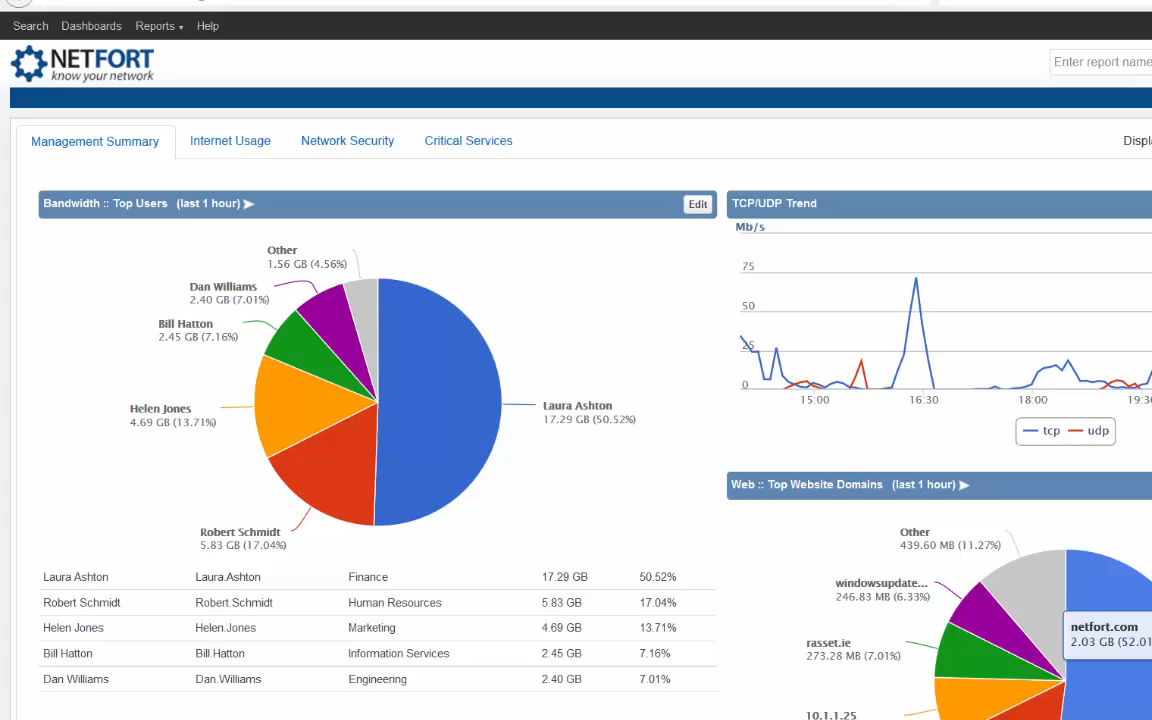 Search Dashboards Reports Help
NETFORT
know your network
Enter report name
Management Summary Internet Usage Network Security Critical Services
Bandwidth :: Top Users (last 1 hour)
Edit
Other
1.56 GB (4.56%)
Dan Williams
2.40 GB (7.01%)
Bill Hatton
2.45 GB (7.16%)
Helen Jones
4.69 GB (13.71%)
Laura Ashton
17.29 GB (50.52%)
Robert Schmidt
5.83 GB (17.04%)
Laura Ashton Laura.Ashton Finance 17.29 GB 50.52%
Robert Schmidt Robert.Schmidt Human Resources 5.83 GB 17.04%
Helen Jones Helen.Jones Marketing 4.69 GB 13.71%
Bill Hatton Bill.Hatton Information Services 2.45 GB 7.16%
Dan Williams Dan.Williams Engineering 2.40 GB 7.01%
TCP/UDP Trend
Mb/s
75
50
25
0
15:00 16:30 18:00
tcp udp
Web :: Top Website Domains (last 1 hour)
Other
439.60 MB (11.27%)
windowsupdate...
246.83 MB (6.33%)
netfort.com
2.03 GB (52.01
rasset.ie
273.28 MB (7.01%)
10.1.1.25